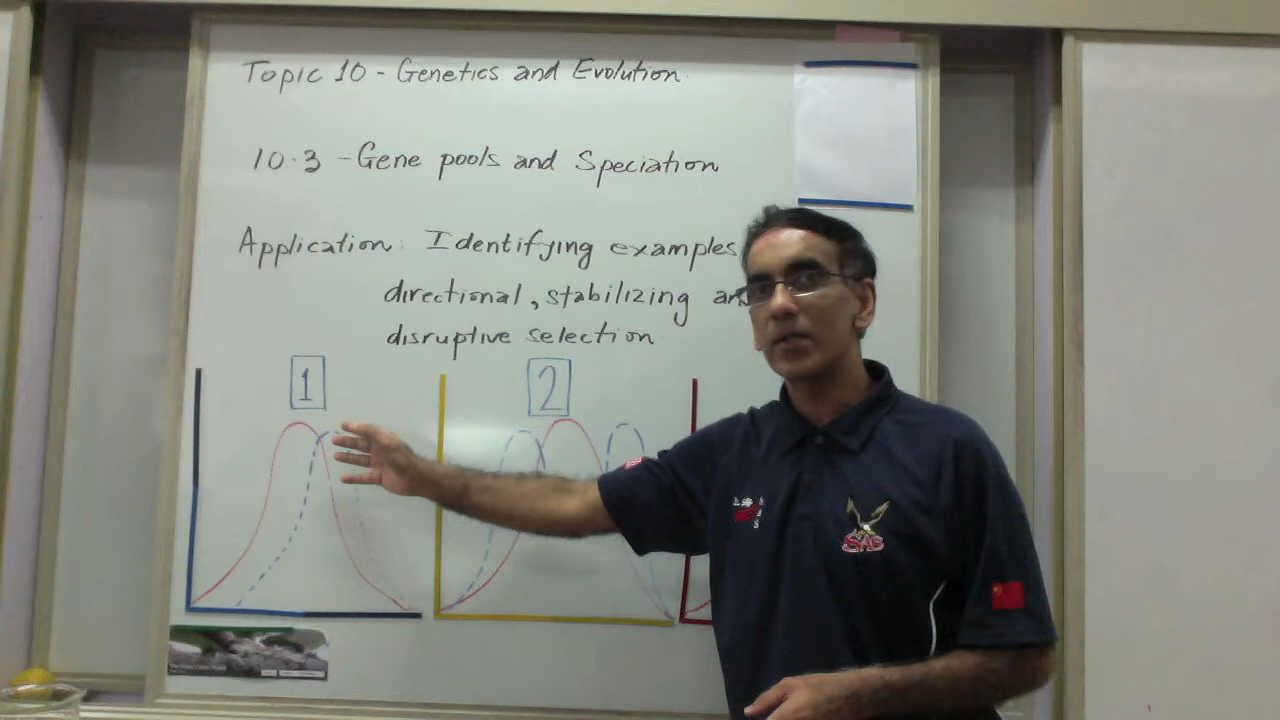 Topic 10 - Genetics and Evolution
10.3 - Gene pools and Speciation
Application: Identifying examples
directional, stabilizing
disruptive selection
1
2
SAS